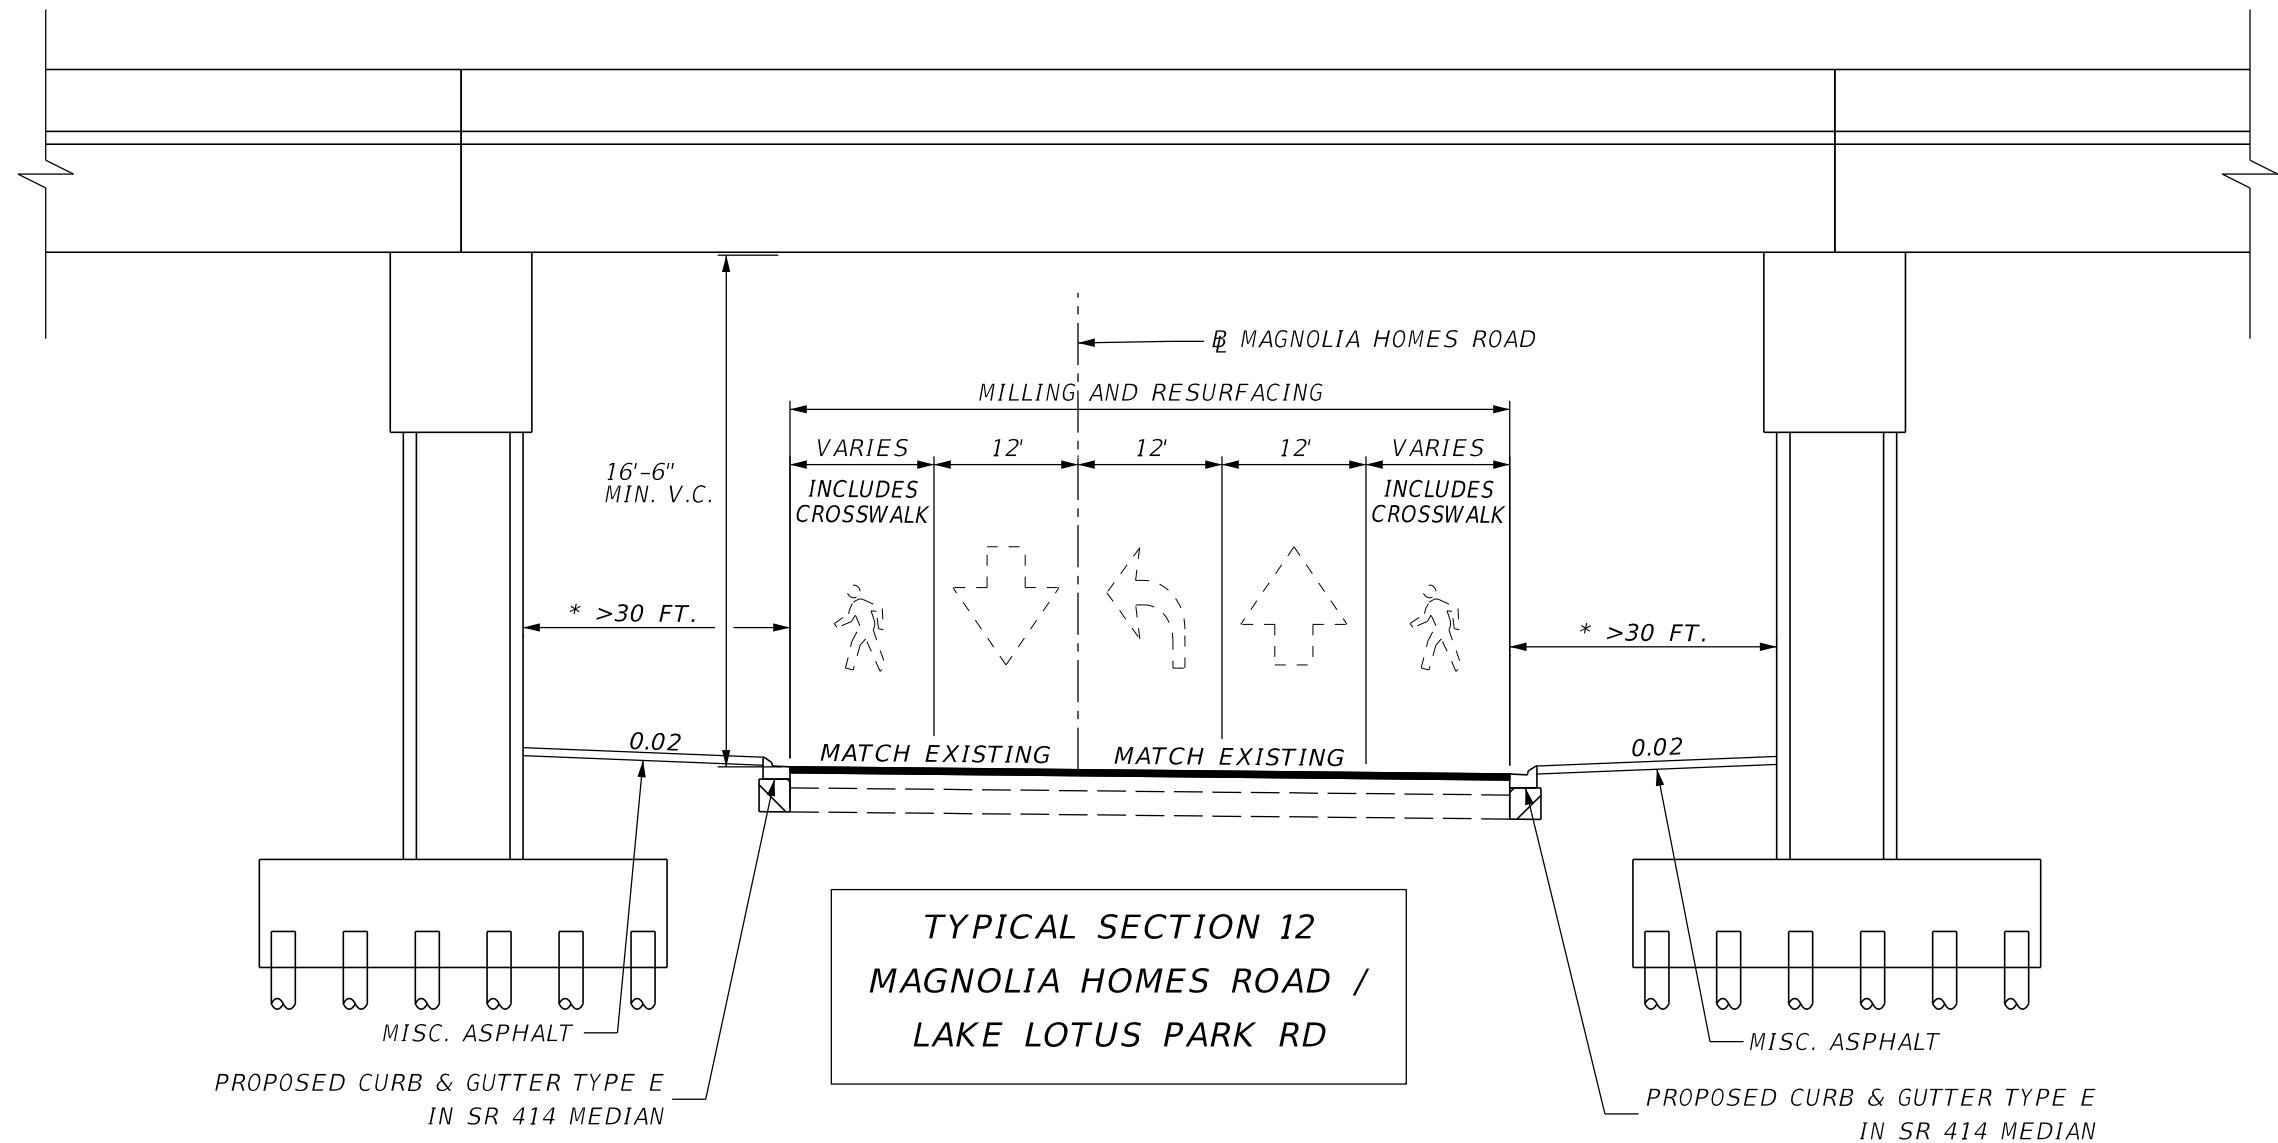 ℄ MAGNOLIA HOMES ROAD
MILLING AND RESURFACING
VARIES 12' 12' 12' VARIES
16'-6"
MIN. V.C.
INCLUDES
CROSSWALK
INCLUDES
CROSSWALK
* >30 FT.
* >30 FT.
0.02
MATCH EXISTING
MATCH EXISTING
0.02
TYPICAL SECTION 12
MAGNOLIA HOMES ROAD /
LAKE LOTUS PARK RD
MISC. ASPHALT
MISC. ASPHALT
PROPOSED CURB & GUTTER TYPE E
IN SR 414 MEDIAN
PROPOSED CURB & GUTTER TYPE E
IN SR 414 MEDIAN